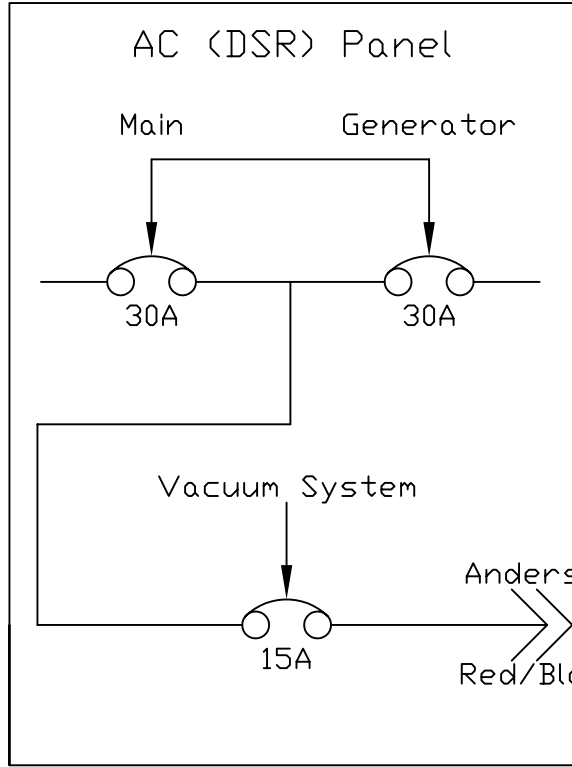 AC (DSR) Panel
Main Generator
30A 30A
Vacuum System
15A